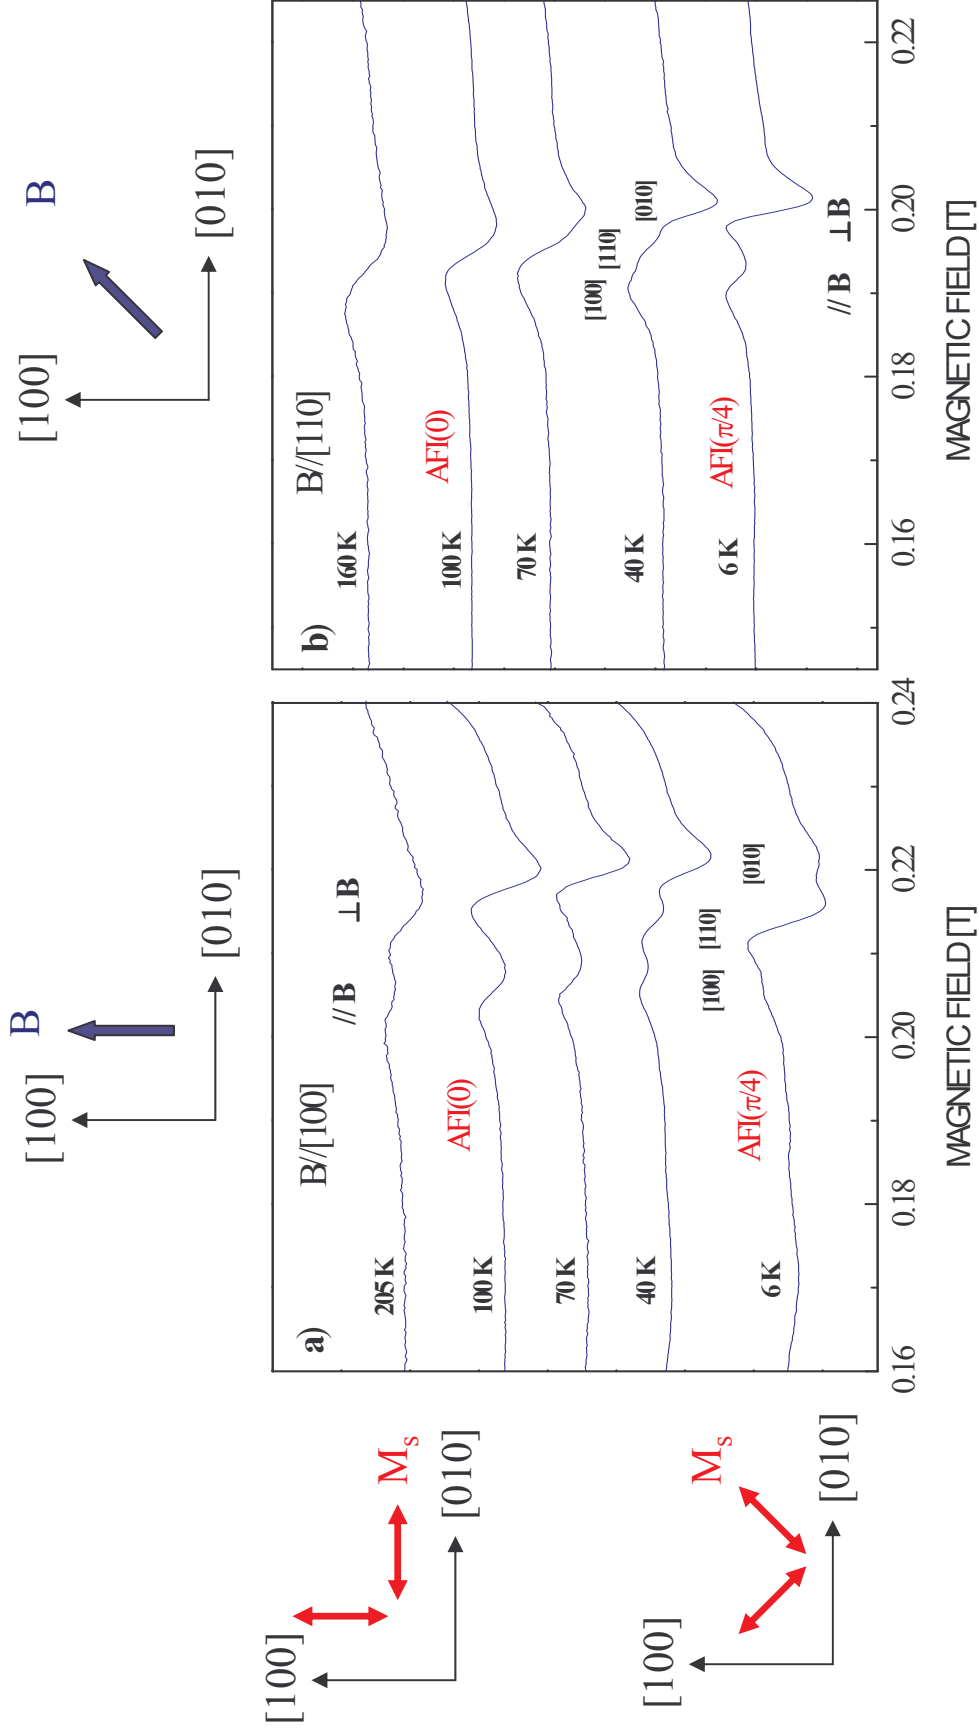 [100]
B
[010]
[100]
B
[010]
[100]
M_s
[010]
[100]
M_s
[010]
a)
B//[100]
// B
⊥B
205 K
100 K
AFI(0)
70 K
40 K
[100]
[110]
[010]
6 K
AFI(π/4)
0.16
0.18
0.20
0.22
0.24
MAGNETIC FIELD [T]
b)
B//[110]
160 K
100 K
AFI(0)
70 K
[100]
[110]
[010]
40 K
6 K
AFI(π/4)
// B
⊥B
0.16
0.18
0.20
0.22
MAGNETIC FIELD [T]